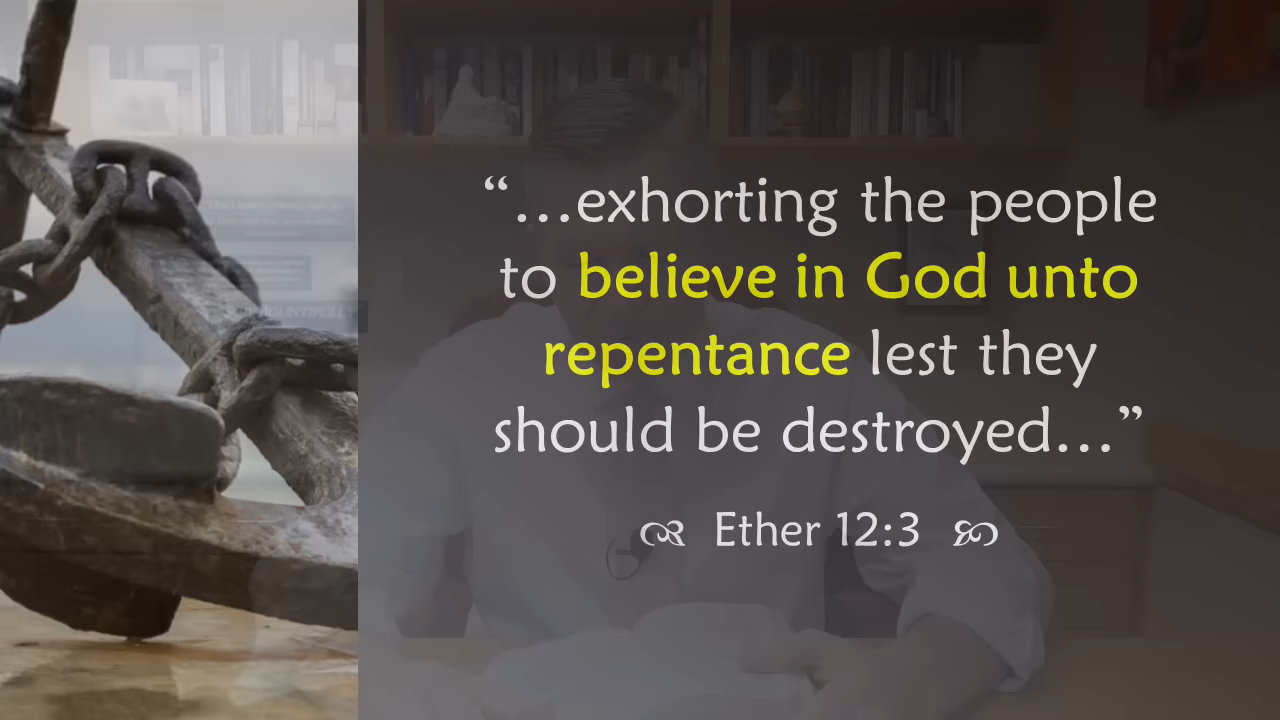 “…exhorting the people
to believe in God unto
repentance lest they
should be destroyed…”
Ether 12:3